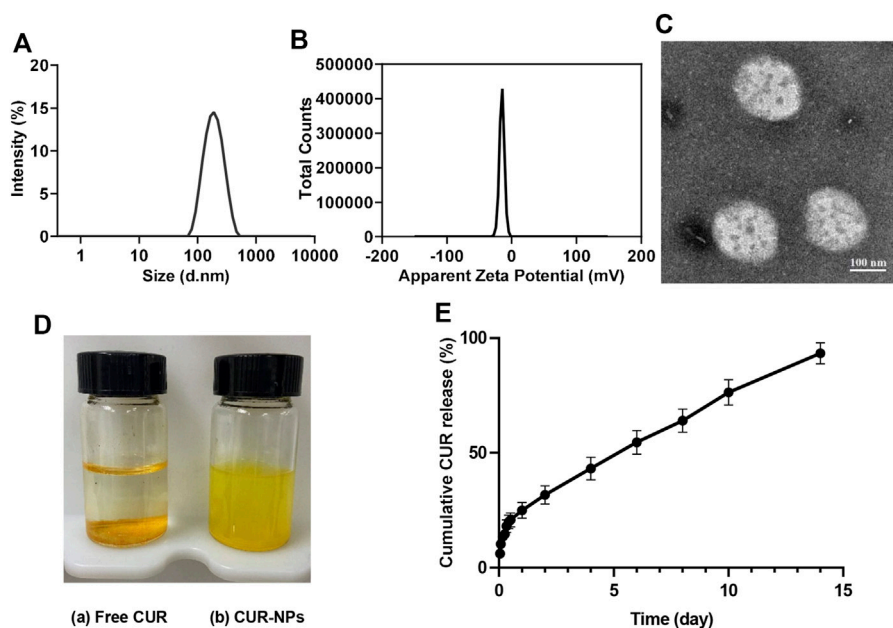 A
20
15
10
5
0
Intensity (%)
1 10 100 1000 10000
Size (d.nm)
B
500000
400000
300000
200000
100000
0
Total Counts
-200 -100 0 100 200
Apparent Zeta Potential (mV)
C
100 nm
D
(a) Free CUR (b) CUR-NPs
E
100
50
0
Cumulative CUR release (%)
0 5 10 15
Time (day)